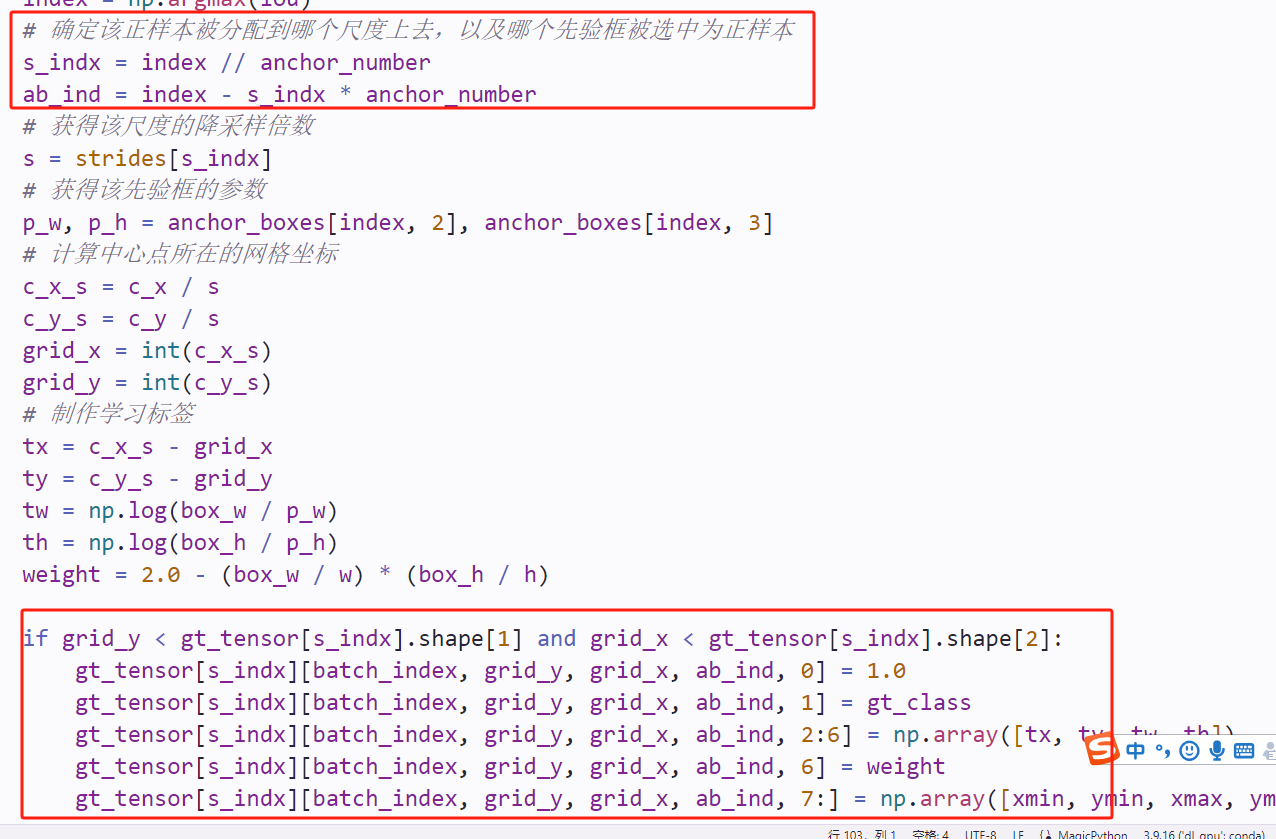 index = np.argmax(iou)
# 确定该正样本被分配到哪个尺度上去，以及哪个先验框被选中为正样本
s_indx = index // anchor_number
ab_ind = index - s_indx * anchor_number
# 获得该尺度的降采样倍数
s = strides[s_indx]
# 获得该先验框的参数
p_w, p_h = anchor_boxes[index, 2], anchor_boxes[index, 3]
# 计算中心点所在的网格坐标
c_x_s = c_x / s
c_y_s = c_y / s
grid_x = int(c_x_s)
grid_y = int(c_y_s)
# 制作学习标签
tx = c_x_s - grid_x
ty = c_y_s - grid_y
tw = np.log(box_w / p_w)
th = np.log(box_h / p_h)
weight = 2.0 - (box_w / w) * (box_h / h)
if grid_y < gt_tensor[s_indx].shape[1] and grid_x < gt_tensor[s_indx].shape[2]:
gt_tensor[s_indx][batch_index, grid_y, grid_x, ab_ind, 0] = 1.0
gt_tensor[s_indx][batch_index, grid_y, grid_x, ab_ind, 1] = gt_class
gt_tensor[s_indx][batch_index, grid_y, grid_x, ab_ind, 2:6] = np.array([tx, ty, tw, th])
gt_tensor[s_indx][batch_index, grid_y, grid_x, ab_ind, 6] = weight
gt_tensor[s_indx][batch_index, grid_y, grid_x, ab_ind, 7:] = np.array([xmin, ymin, xmax, ym
中
行 103，列 1 空格: 4 UTF-8 LF MagicPython 3.9.16 ('dl_gpu': conda)